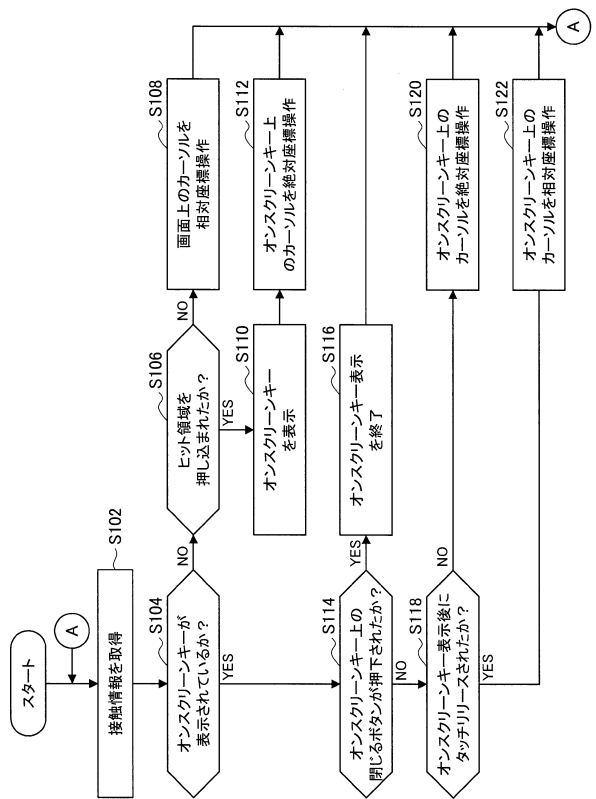 スタート
A
接触情報を取得
S102
オンスクリーンキーが
表示されているか?
S104
NO
YES
ヒット領域を
押し込まれたか?
S106
NO
YES
画面上のカーソルを
相対座標操作
S108
オンスクリーンキー
を表示
S110
オンスクリーンキー上
のカーソルを絶対座標操作
S112
オンスクリーンキー上の
閉じるボタンが押下されたか?
S114
YES
NO
オンスクリーンキー表示
を終了
S116
オンスクリーンキー表示後に
タッチリリースされたか?
S118
NO
YES
オンスクリーンキー上の
カーソルを絶対座標操作
S120
オンスクリーンキー上の
カーソルを相対座標操作
S122
A